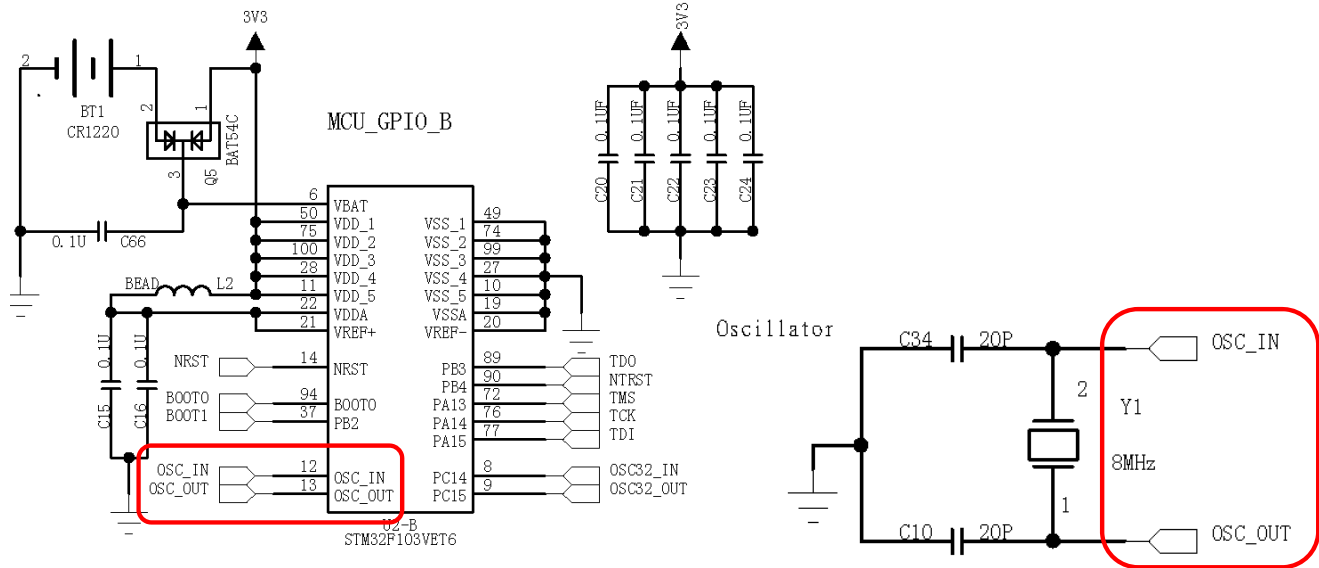 3V3
2
1
BT1
CR1220
2
1
BAT54C
3
Q5
0.1U
C66
MCU_GPIO_B
6
VBAT
50
VDD_1
75
VDD_2
100
VDD_3
28
VDD_4
11
VDD_5
22
VDDA
21
VREF+
BEAD
L2
0.1U
0.1U
C15
C16
NRST
14
NRST
BOOT0
94
BOOT0
BOOT1
37
PB2
OSC_IN
12
OSC_IN
OSC_OUT
13
OSC_OUT
VSS_1
49
VSS_2
74
VSS_3
99
VSS_4
27
VSS_5
10
VSSA
19
VREF-
20
PB3
89
TDO
PB4
90
NTRST
PA13
72
TMS
PA14
76
TCK
PA15
77
TDI
PC14
8
OSC32_IN
PC15
9
OSC32_OUT
U2-B
STM32F103VET6
3V3
0.1UF
0.1UF
0.1UF
0.1UF
0.1UF
C20
C21
C22
C23
C24
Oscillator
C34
20P
OSC_IN
2
Y1
8MHz
1
C10
20P
OSC_OUT